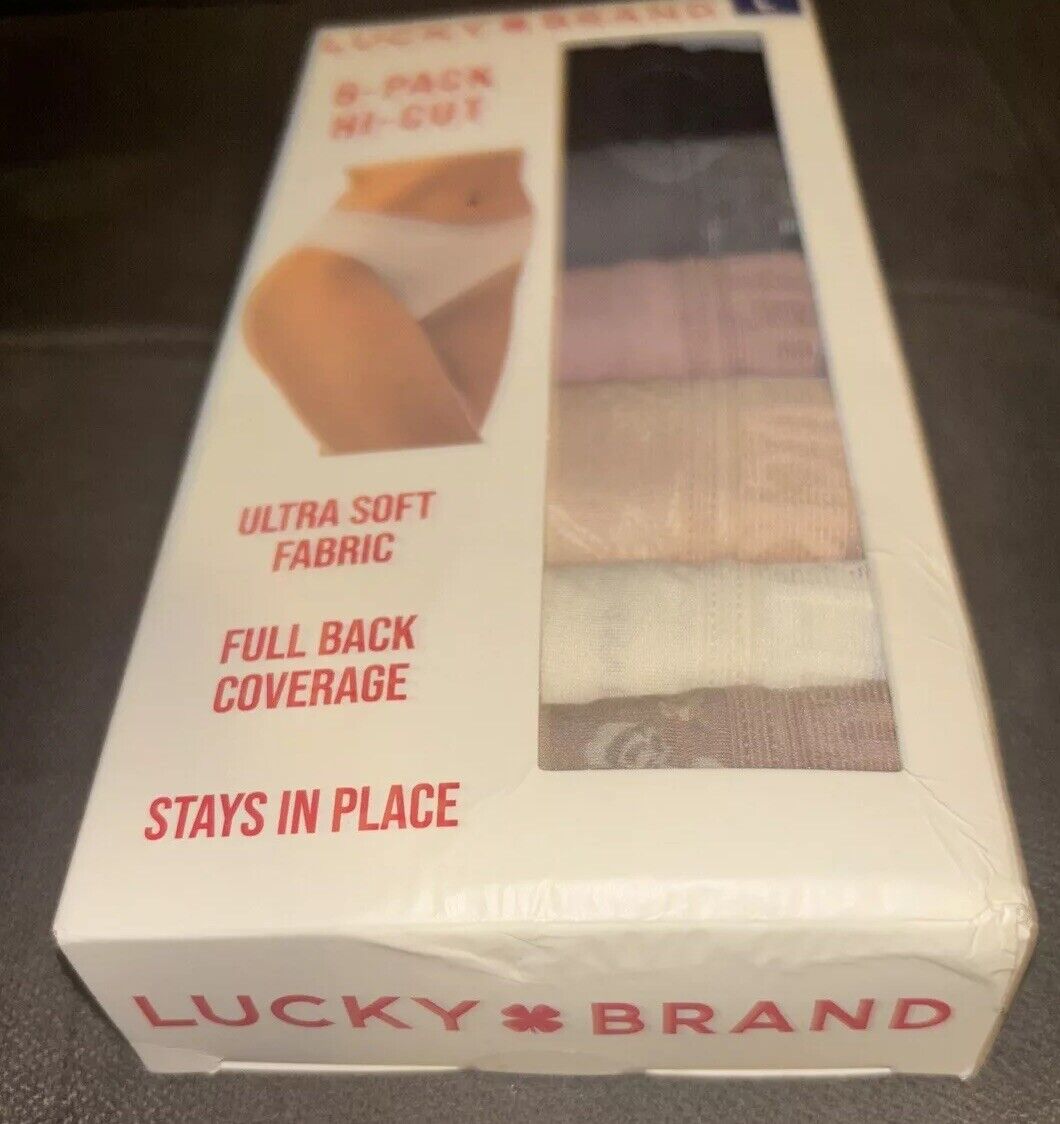 LUCKY BRAND
L
6-PACK
HI-CUT
ULTRA SOFT
FABRIC
FULL BACK
COVERAGE
STAYS IN PLACE
LUCKY BRAND